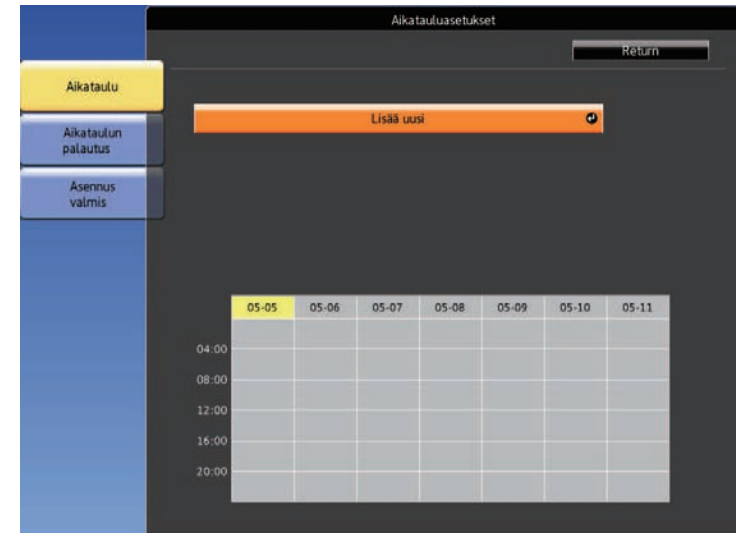 Aikatauluasetukset
Return
Aikataulu
Aikataulun
palautus
Asennus
valmis
Lisää uusi
05-05 05-06 05-07 05-08 05-09 05-10 05-11
04:00
08:00
12:00
16:00
20:00